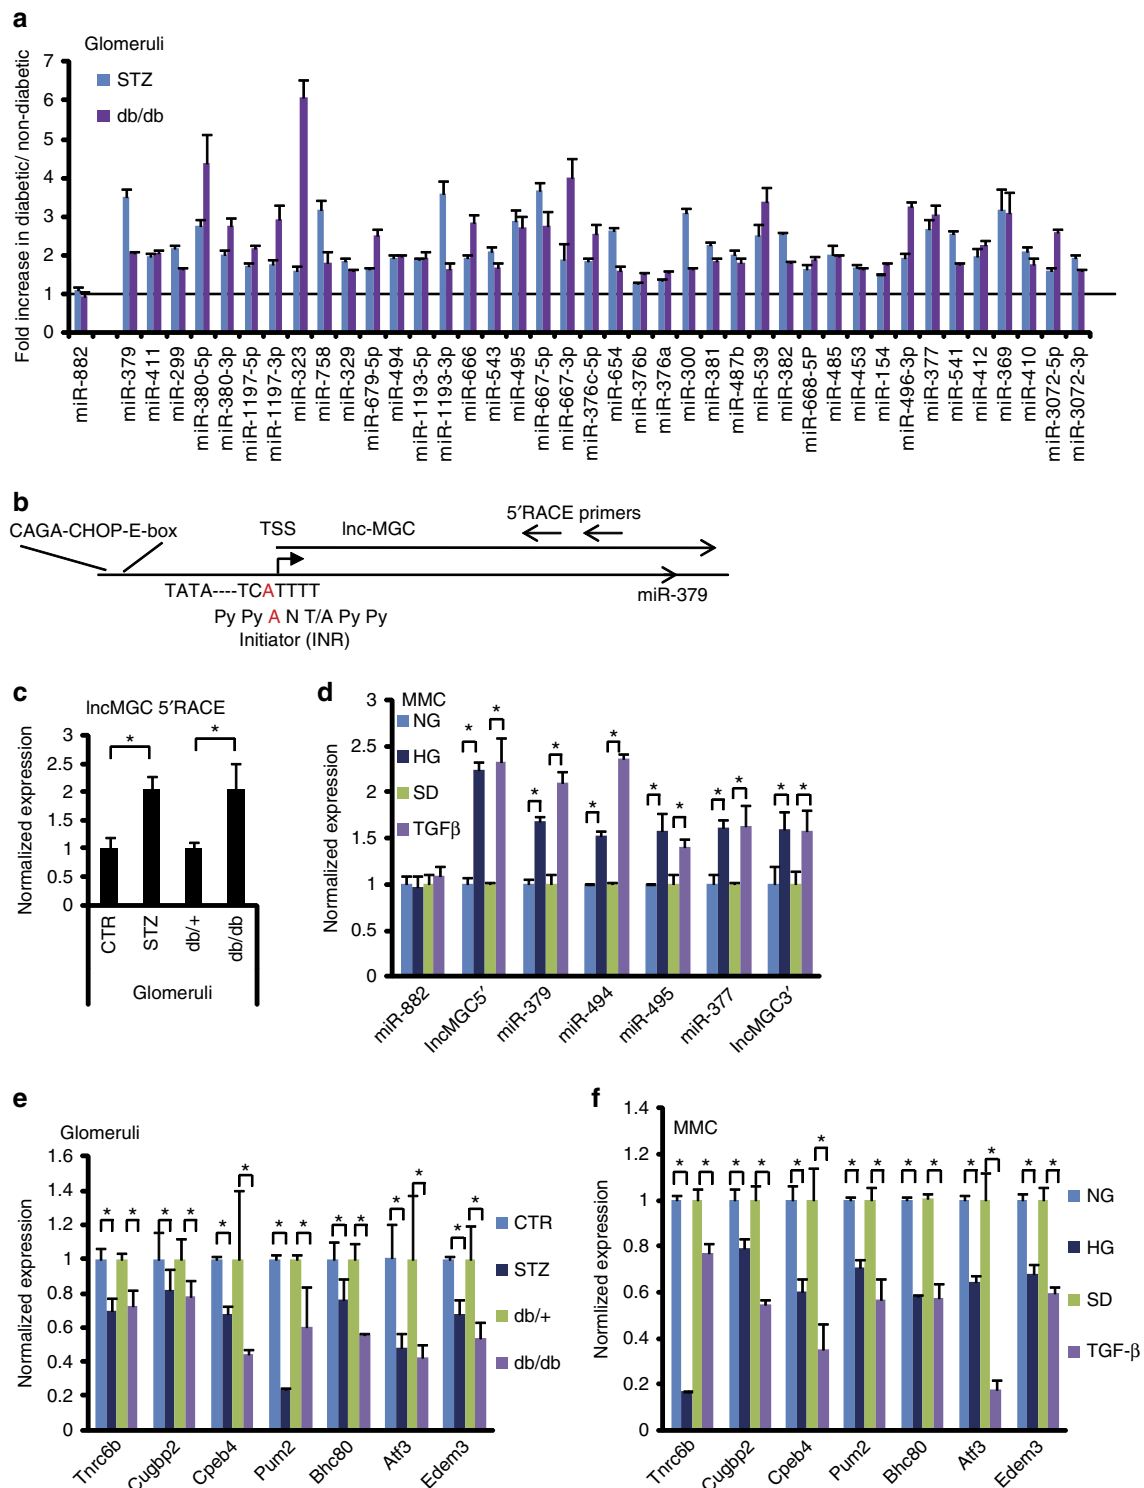 a
Glomeruli
STZ
db/db
Fold increase in diabetic/ non-diabetic
7
6
5
4
3
2
1
0
miR-882
miR-379
miR-411
miR-299
miR-380-5p
miR-380-3p
miR-1197-5p
miR-1197-3p
miR-323
miR-758
miR-329
miR-679-5p
miR-494
miR-1193-5p
miR-1193-3p
miR-666
miR-543
miR-495
miR-667-5p
miR-667-3p
miR-376c-5p
miR-654
miR-376b
miR-376a
miR-300
miR-381
miR-487b
miR-539
miR-382
miR-668-5P
miR-485
miR-453
miR-154
miR-496-3p
miR-377
miR-541
miR-412
miR-369
miR-410
miR-3072-5p
miR-3072-3p
b
CAGA-CHOP-E-box
TSS
lnc-MGC
5′RACE primers
TATA----TCATTTT
miR-379
Py Py A N T/A Py Py
Initiator (INR)
c
lncMGC 5′RACE
Normalized expression
3
2.5
2
1.5
1
0.5
0
*
*
CTR
STZ
db/+
db/db
Glomeruli
d
MMC
NG
HG
SD
TGFβ
Normalized expression
3
2.5
2
1.5
1
0.5
0
* * * * * * * * * * * *
miR-882
lncMGC5′
miR-379
miR-494
miR-495
miR-377
lncMGC3′
e
Glomeruli
Normalized expression
1.6
1.4
1.2
1
0.8
0.6
0.4
0.2
0
* * * * * * * * * * * * * *
CTR
STZ
db/+
db/db
Tnrc6b
Cugbp2
Cpeb4
Pum2
Bhc80
Atf3
Edem3
f
MMC
Normlized expression
1.4
1.2
1
0.8
0.6
0.4
0.2
0
* * * * * * * * * * * * * *
NG
HG
SD
TGF-β
Tnrc6b
Cugbp2
Cpeb4
Pum2
Bhc80
Atf3
Edem3